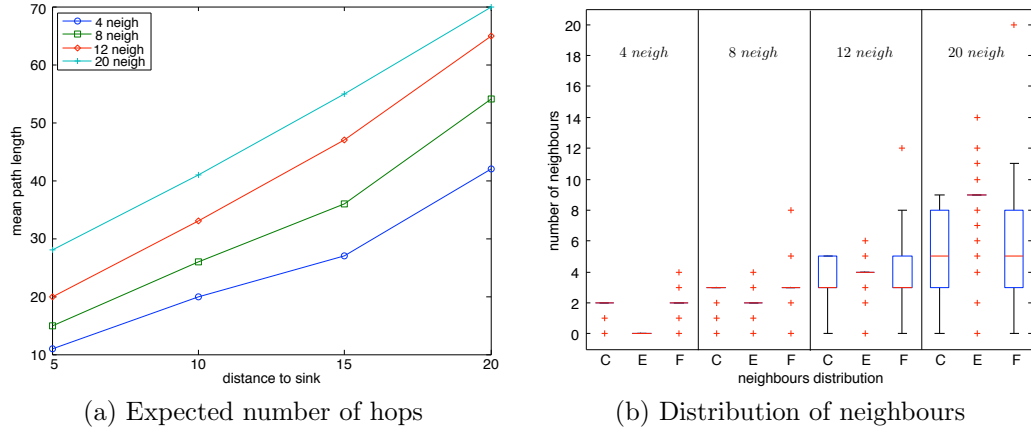 70
60
50
40
30
20
10
5
10
15
20
mean path length
distance to sink
4 neigh
8 neigh
12 neigh
20 neigh
(a) Expected number of hops
20
18
16
14
12
10
8
6
4
2
0
number of neighbours
4 neigh
8 neigh
12 neigh
20 neigh
C E F C E F C E F C E F
neighbours distribution
(b) Distribution of neighbours